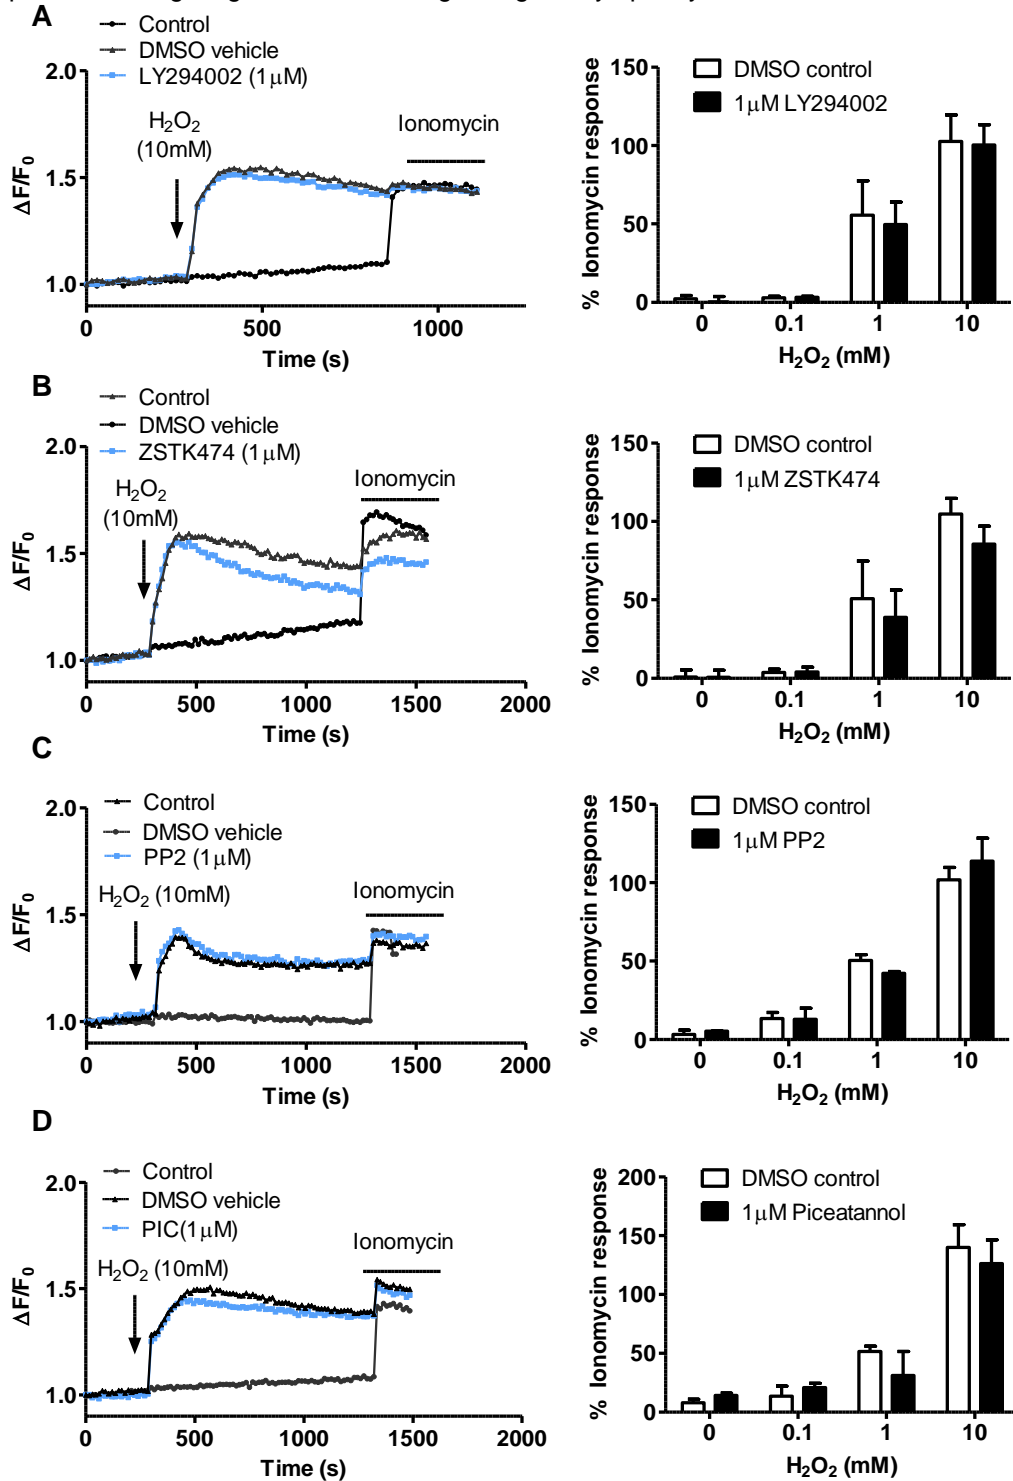 A
Control
DMSO vehicle
LY294002 (1μM)
2.0
1.5
1.0
ΔF/F₀
H₂O₂
(10mM)
Ionomycin
0
500
1000
Time (s)
150
100
50
0
% Ionomycin response
DMSO control
1μM LY294002
0
0.1
1
10
H₂O₂ (mM)
B
Control
DMSO vehicle
ZSTK474 (1μM)
2.0
1.5
1.0
ΔF/F₀
H₂O₂
(10mM)
Ionomycin
0
500
1000
1500
2000
Time (s)
150
100
50
0
% Ionomycin response
DMSO control
1μM ZSTK474
0
0.1
1
10
H₂O₂ (mM)
C
Control
DMSO vehicle
PP2 (1μM)
2.0
1.5
1.0
ΔF/F₀
H₂O₂ (10mM)
Ionomycin
0
500
1000
1500
2000
Time (s)
150
100
50
0
% Ionomycin response
DMSO control
1μM PP2
0
0.1
1
10
H₂O₂ (mM)
D
Control
DMSO vehicle
PIC(1μM)
2.0
1.5
1.0
ΔF/F₀
H₂O₂ (10mM)
Ionomycin
0
500
1000
1500
2000
Time (s)
200
150
100
50
0
% Ionomycin response
DMSO control
1μM Piceatannol
0
0.1
1
10
H₂O₂ (mM)